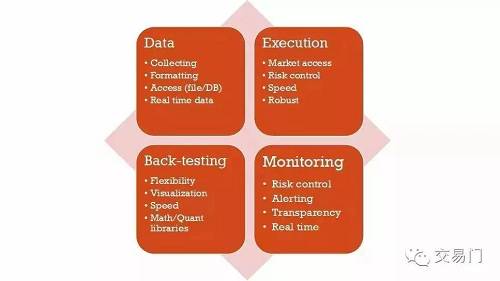 Data
• Collecting
• Formatting
• Access (file/DB)
• Real time data
Execution
• Market access
• Risk control
• Speed
• Robust
Back-testing
• Flexibility
• Visualization
• Speed
• Math/Quant
libraries
Monitoring
• Risk control
• Alerting
• Transparency
• Real time
交易门